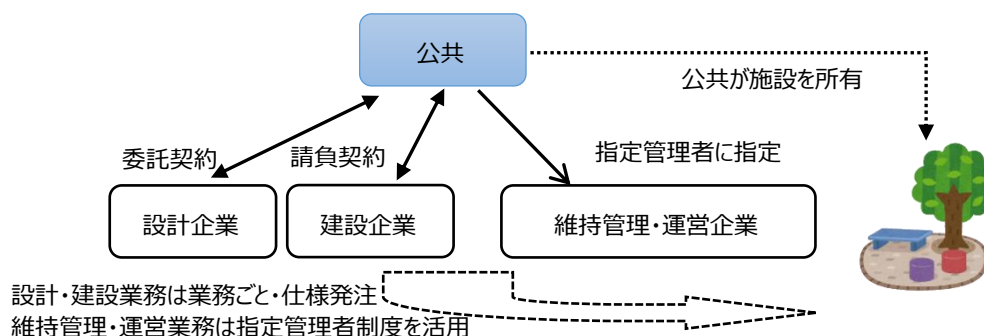 公共
公共が施設を所有
委託契約
請負契約
指定管理者に指定
設計企業
建設企業
維持管理・運営企業
設計・建設業務は業務ごと・仕様発注
維持管理・運営業務は指定管理者制度を活用